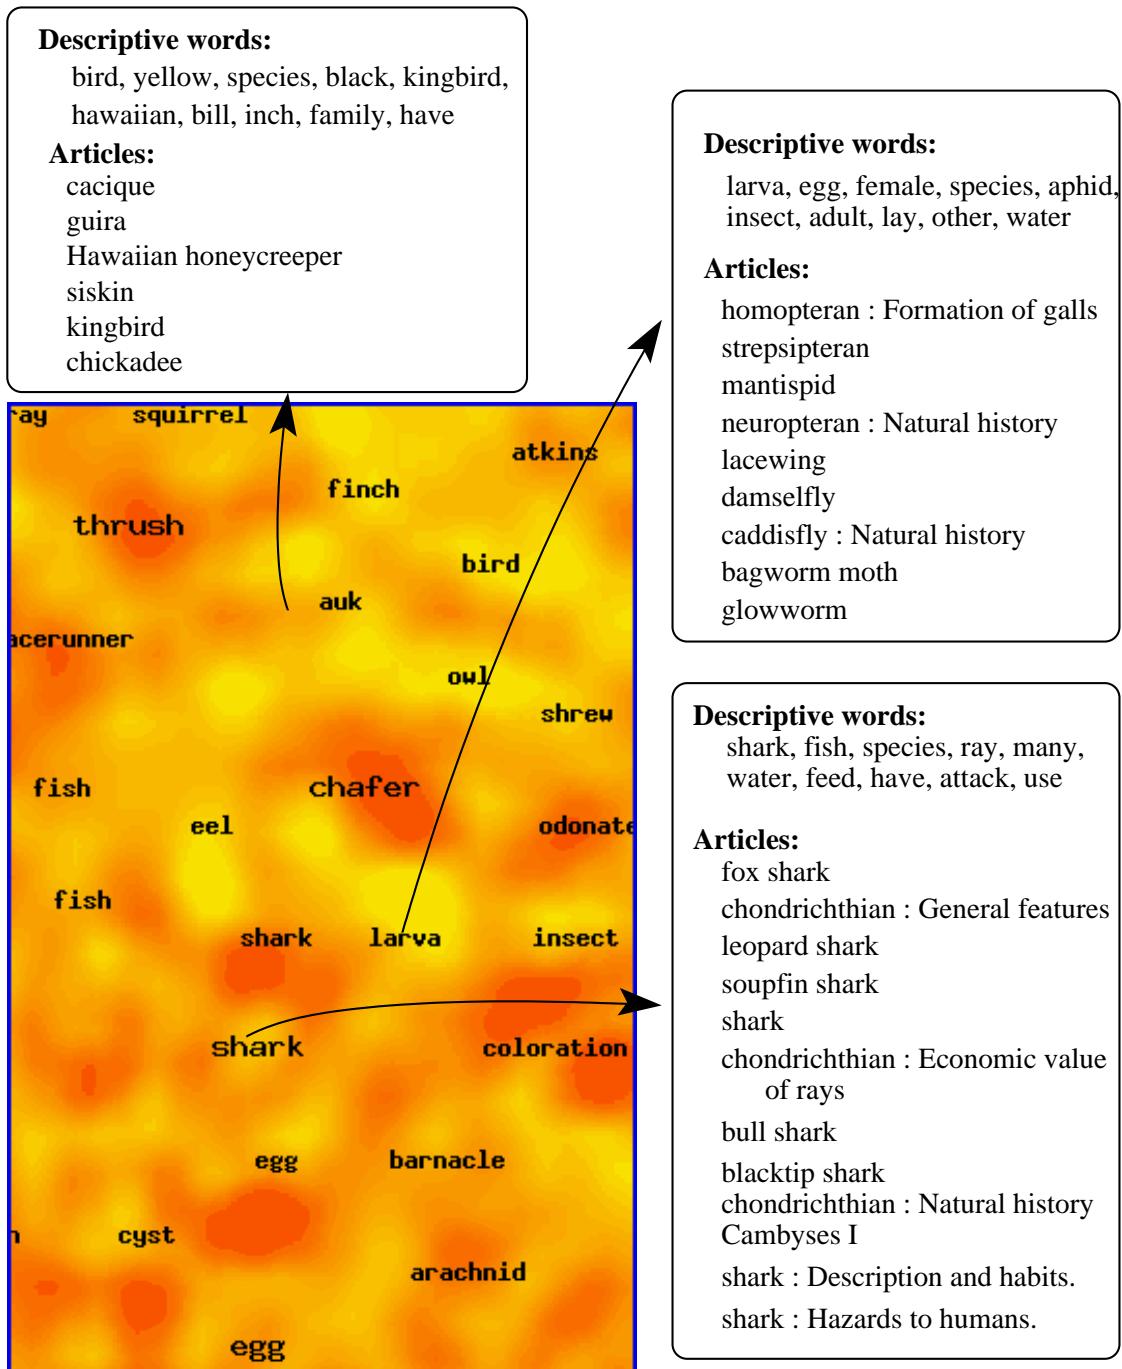 Descriptive words:
bird, yellow, species, black, kingbird,
hawaiian, bill, inch, family, have
Articles:
cacique
guira
Hawaiian honeycreeper
siskin
kingbird
chickadee
Descriptive words:
larva, egg, female, species, aphid,
insect, adult, lay, other, water
Articles:
homopteran : Formation of galls
strepsipteran
mantispid
neuropteran : Natural history
lacewing
damselfly
caddisfly : Natural history
bagworm moth
glowworm
Descriptive words:
shark, fish, species, ray, many,
water, feed, have, attack, use
Articles:
fox shark
chondrichthian : General features
leopard shark
soupfin shark
shark
chondrichthian : Economic value
of rays
bull shark
blacktip shark
chondrichthian : Natural history
Cambyses I
shark : Description and habits.
shark : Hazards to humans.
ray
squirrel
atkins
finch
thrush
bird
auk
acerunner
owl
shrew
fish
chafer
eel
odonate
fish
shark
larva
insect
shark
coloration
egg
barnacle
n
cyst
arachnid
egg